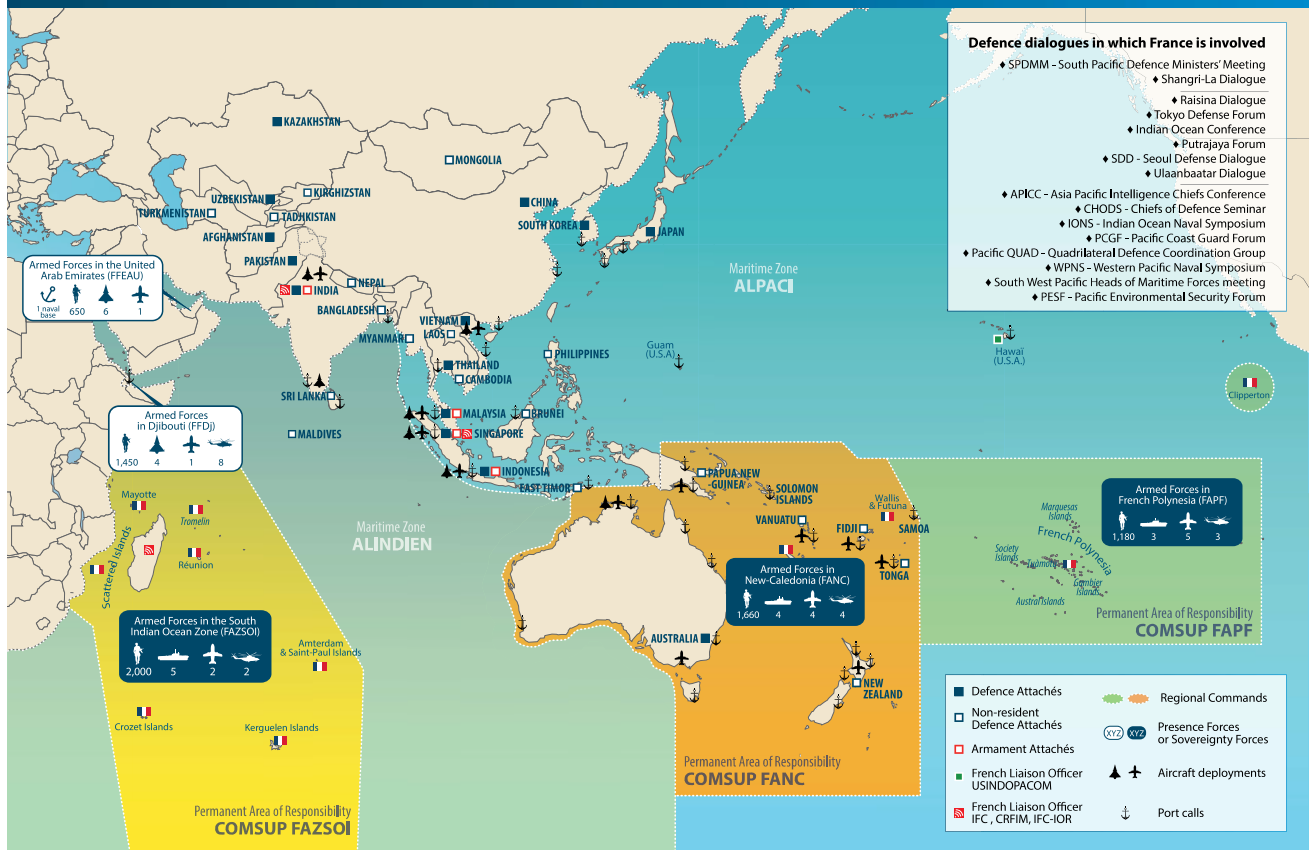 Defence dialogues in which France is involved
♦ SPDMM – South Pacific Defence Ministers' Meeting
♦ Shangri-La Dialogue
♦ Raisina Dialogue
♦ Tokyo Defense Forum
♦ Indian Ocean Conference
♦ Putrajaya Forum
♦ SDD - Seoul Defense Dialogue
♦ Ulaanbaatar Dialogue
♦ APICC – Asia Pacific Intelligence Chiefs Conference
♦ CHODS - Chiefs of Defence Seminar
♦ IONS - Indian Ocean Naval Symposium
♦ PCGF - Pacific Coast Guard Forum
♦ Pacific QUAD - Quadrilateral Defence Coordination Group
♦ WPNS – Western Pacific Naval Symposium
♦ South West Pacific Heads of Maritime Forces meeting
♦ PESF – Pacific Environmental Security Forum
KAZAKHSTAN
MONGOLIA
KIRGHIZSTAN
UZBEKISTAN
TURKMENISTAN
TADJIKISTAN
CHINA
SOUTH KOREA
JAPAN
AFGHANISTAN
PAKISTAN
Armed Forces in the United
Arab Emirates (FFEAU)
1 naval
base
650
6
1
INDIA
NEPAL
BANGLADESH
Maritime Zone
ALPACI
MYANMAR
VIETNAM
LAOS
PHILIPPINES
Guam
(U.S.A)
Hawaï
(U.S.A.)
THAILAND
CAMBODIA
Clipperton
SRI LANKA
Armed Forces
in Djibouti (FFDj)
1,450
4
1
8
MALDIVES
MALAYSIA
BRUNEI
SINGAPORE
INDONESIA
EAST TIMOR
PAPUA-NEW
-GUINEA
SOLOMON
ISLANDS
Wallis
& Futuna
VANUATU
FIDJI
SAMOA
TONGA
Mayotte
Tromelin
Réunion
Scattered Islands
Maritime Zone
ALINDIEN
Armed Forces in
French Polynesia (FAPF)
1,180
3
5
3
Marquesas
Islands
French Polynesia
Society
Islands
Tuamotu
Gambier
Islands
Austral Islands
Permanent Area of Responsibility
COMSUP FAPF
Armed Forces in
New-Caledonia (FANC)
1,660
4
4
4
Armed Forces in the South
Indian Ocean Zone (FAZSOI)
2,000
5
2
2
Amterdam
& Saint-Paul Islands
AUSTRALIA
NEW
ZEALAND
Crozet Islands
Kerguelen Islands
Permanent Area of Responsibility
COMSUP FANC
Permanent Area of Responsibility
COMSUP FAZSOI
Defence Attachés
Non-resident
Defence Attachés
Armament Attachés
French Liaison Officer
USINDOPACOM
French Liaison Officer
IFC , CRFIM, IFC-IOR
Regional Commands
XYZ XYZ
Presence Forces
or Sovereignty Forces
Aircraft deployments
Port calls